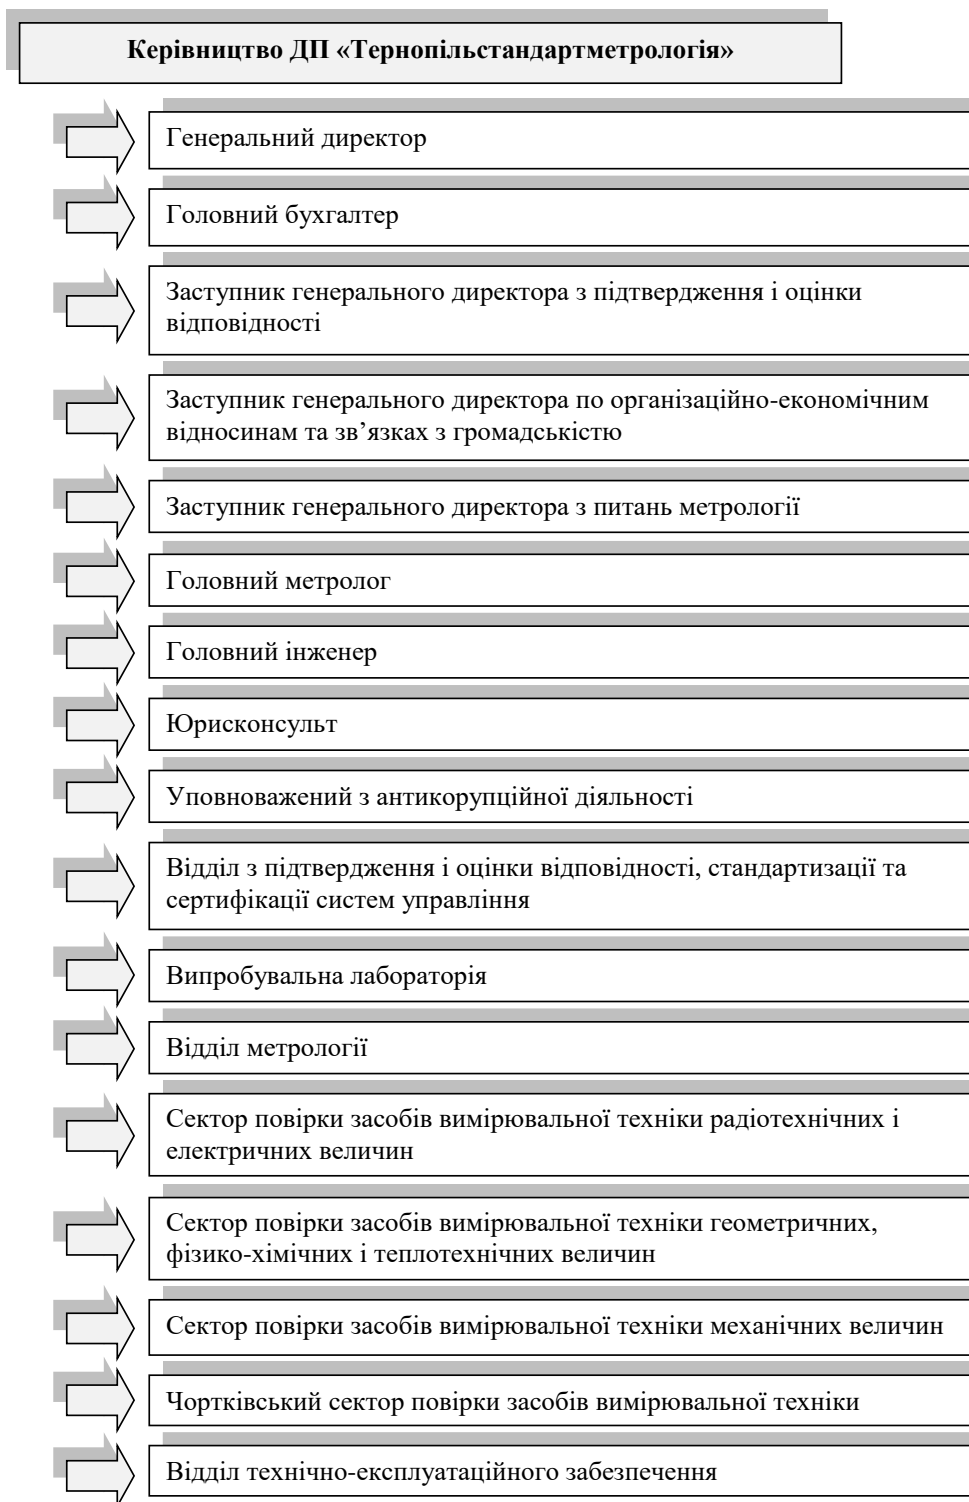 Керівництво ДП «Тернопільстандартметрологія»
Генеральний директор
Головний бухгалтер
Заступник генерального директора з підтвердження і оцінки
відповідності
Заступник генерального директора по організаційно-економічним
відносинам та зв’язках з громадськістю
Заступник генерального директора з питань метрології
Головний метролог
Головний інженер
Юрисконсульт
Уповноважений з антикорупційної діяльності
Відділ з підтвердження і оцінки відповідності, стандартизації та
сертифікації систем управління
Випробувальна лабораторія
Відділ метрології
Сектор повірки засобів вимірювальної техніки радіотехнічних і
електричних величин
Сектор повірки засобів вимірювальної техніки геометричних,
фізико-хімічних і теплотехнічних величин
Сектор повірки засобів вимірювальної техніки механічних величин
Чортківський сектор повірки засобів вимірювальної техніки
Відділ технічно-експлуатаційного забезпечення